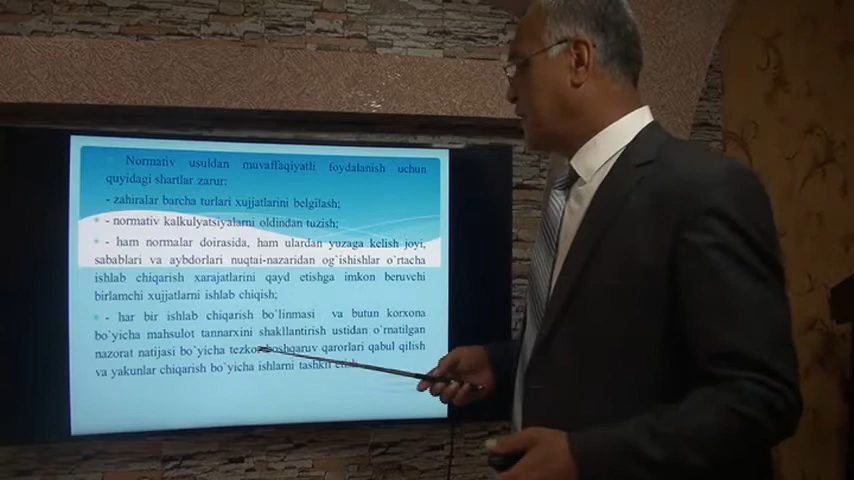 Normativ usuldan muvaffaqiyatli foydalanish uchun
quyidagi shartlar zarur:
- zahiralar barcha turlari xujjatlarini belgilash;
- normativ kalkulyatsiyalarni oldindan tuzish;
- ham normalar doirasida, ham ulardan yuzaga kelish joyi,
sabablari va aybdorlari nuqtai-nazaridan og`ishishlar o`rtacha
ishlab chiqarish xarajatlarini qayd etishga imkon beruvchi
birlamchi xujjatlarni ishlab chiqish;
- har bir ishlab chiqarish bo`linmasi va butun korxona
bo`yicha mahsulot tannarxini shakllantirish ustidan o`rnatilgan
nazorat natijasi bo`yicha tezkor boshqaruv qarorlari qabul qilish
va yakunlar chiqarish bo`yicha ishlarni tashkil etish.